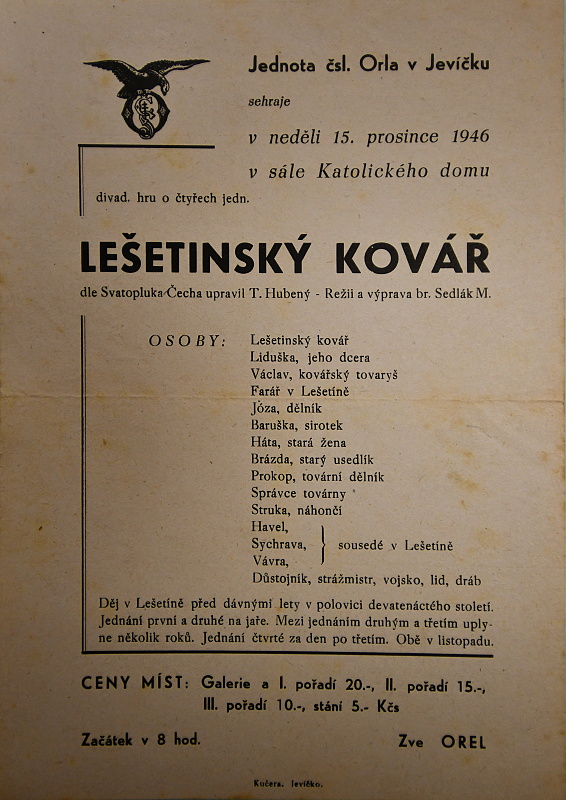 Jednota čsl. Orla v Jevíčku
sehraje
v neděli 15. prosince 1946
v sále Katolického domu
divad. hru o čtyřech jedn.
LEŠETINSKÝ KOVÁŘ
dle Svatopluka Čecha upravil T. Hubený - Režii a výprava br. Sedlák M.
OSOBY:
Lešetinský kovář
Liduška, jeho dcera
Václav, kovářský tovaryš
Farář v Lešetíně
Józa, dělník
Baruška, sirotek
Háta, stará žena
Brázda, starý usedlík
Prokop, tovární dělník
Správce továrny
Struka, náhončí
Havel,
Sychrava, } sousedé v Lešetíně
Vávra,
Důstojník, strážmistr, vojsko, lid, dráb
Děj v Lešetíně před dávnými lety v polovici devatenáctého století.
Jednání první a druhé na jaře. Mezi jednáním druhým a třetím uply-
ne několik roků. Jednání čtvrté za den po třetím. Obě v listopadu.
CENY MÍST: Galerie a I. pořadí 20.-, II. pořadí 15.-,
III. pořadí 10.-, stání 5.- Kčs
Začátek v 8 hod.
Zve OREL
Kučera, Jevíčko.